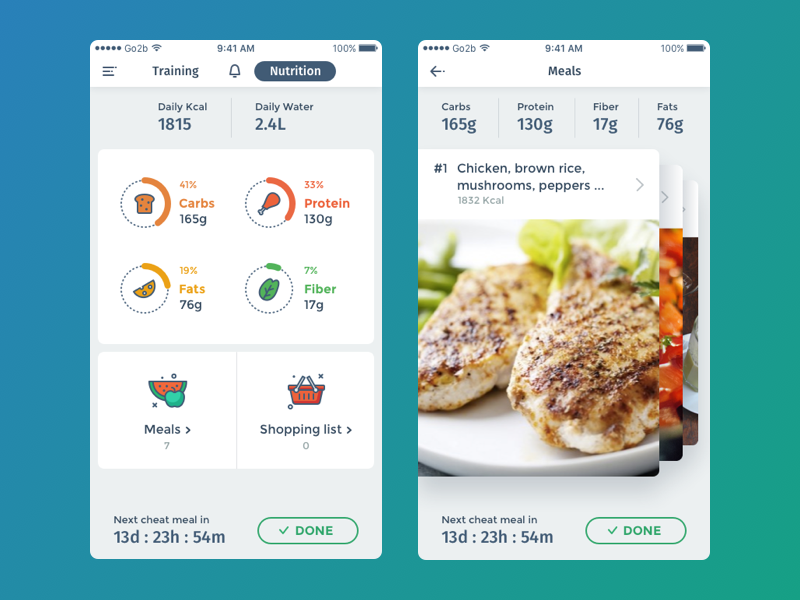 Go2b 9:41 AM 100%
Training Nutrition
Daily Kcal Daily Water
1815 2.4L
41% 33%
Carbs Protein
165g 130g
19% 7%
Fats Fiber
76g 17g
Meals > Shopping list >
7 0
Next cheat meal in
13d : 23h : 54m DONE
Go2b 9:41 AM 100%
Meals
Carbs Protein Fiber Fats
165g 130g 17g 76g
#1 Chicken, brown rice,
mushrooms, peppers ...
1832 Kcal
Next cheat meal in
13d : 23h : 54m DONE